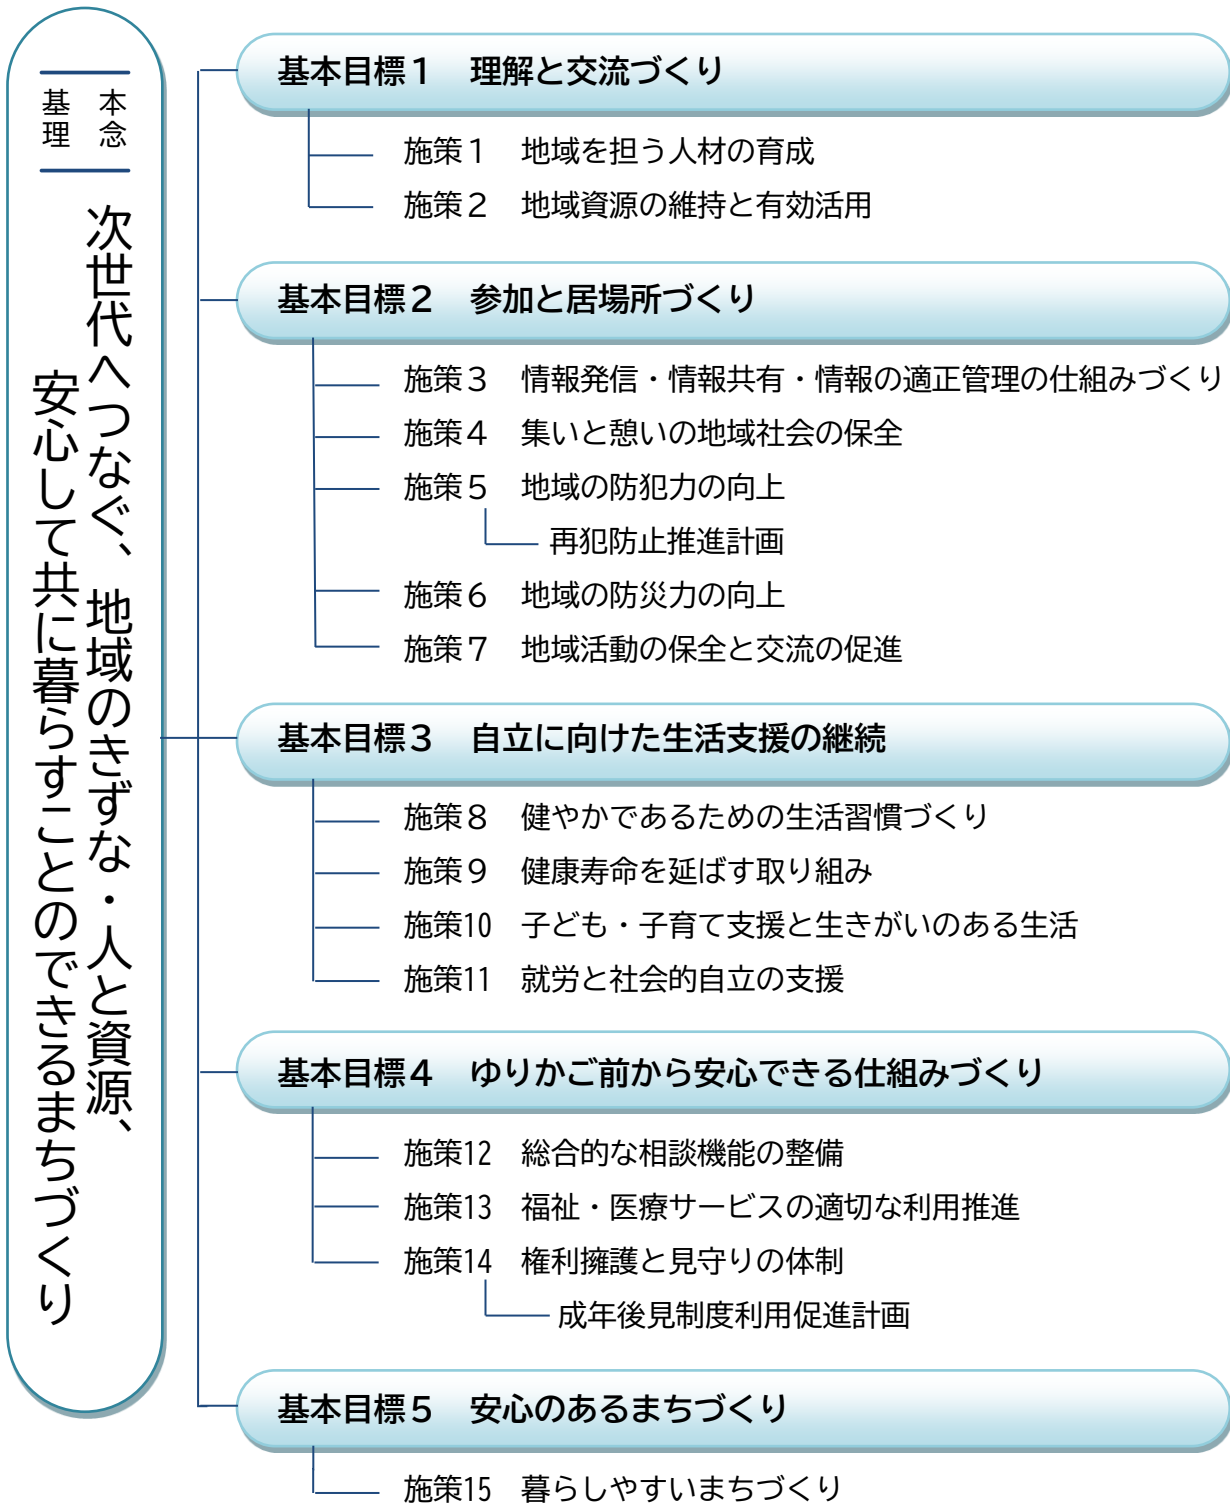 基本
理念
次世代へつなぐ、地域のきずな・人と資源、
安心して共に暮らすことのできるまちづくり
基本目標１　理解と交流づくり
施策１　地域を担う人材の育成
施策２　地域資源の維持と有効活用
基本目標２　参加と居場所づくり
施策３　情報発信・情報共有・情報の適正管理の仕組みづくり
施策４　集いと憩いの地域社会の保全
施策５　地域の防犯力の向上
再犯防止推進計画
施策６　地域の防災力の向上
施策７　地域活動の保全と交流の促進
基本目標３　自立に向けた生活支援の継続
施策８　健やかであるための生活習慣づくり
施策９　健康寿命を延ばす取り組み
施策10　子ども・子育て支援と生きがいのある生活
施策11　就労と社会的自立の支援
基本目標４　ゆりかご前から安心できる仕組みづくり
施策12　総合的な相談機能の整備
施策13　福祉・医療サービスの適切な利用推進
施策14　権利擁護と見守りの体制
成年後見制度利用促進計画
基本目標５　安心のあるまちづくり
施策15　暮らしやすいまちづくり